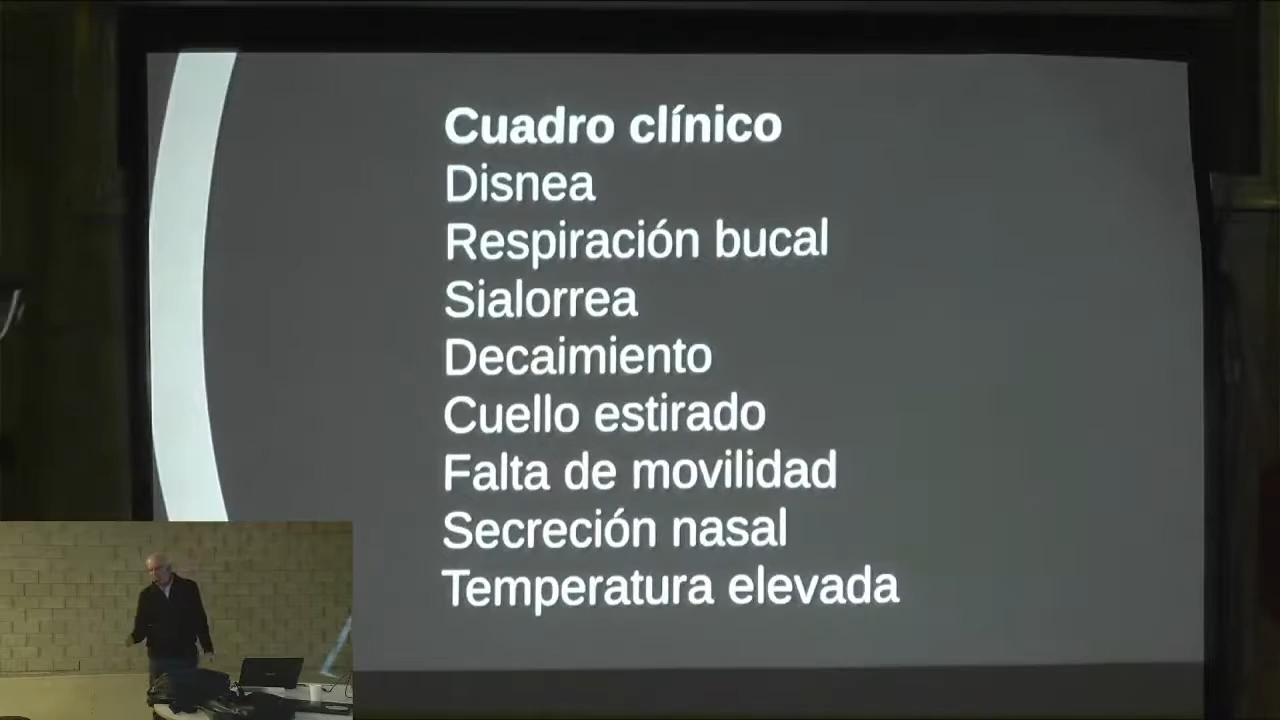 Cuadro clínico
Disnea
Respiración bucal
Sialorrea
Decaimiento
Cuello estirado
Falta de movilidad
Secreción nasal
Temperatura elevada